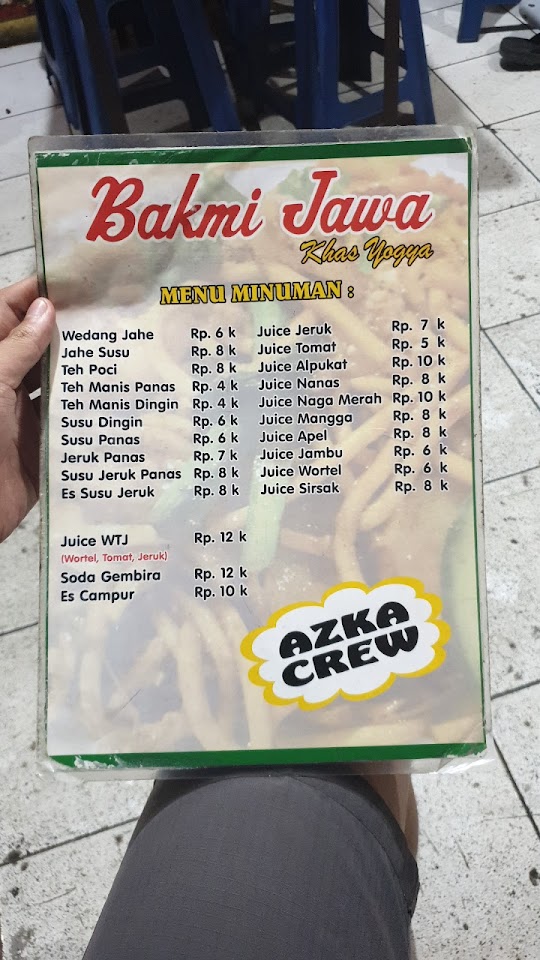 Bakmi Jawa
Khas Yogya
MENU MINUMAN :
Wedang Jahe Rp. 6 k
Jahe Susu Rp. 8 k
Teh Poci Rp. 8 k
Teh Manis Panas Rp. 4 k
Teh Manis Dingin Rp. 4 k
Susu Dingin Rp. 6 k
Susu Panas Rp. 6 k
Jeruk Panas Rp. 7 k
Susu Jeruk Panas Rp. 8 k
Es Susu Jeruk Rp. 8 k
Juice Jeruk Rp. 7 k
Juice Tomat Rp. 5 k
Juice Alpukat Rp. 10 k
Juice Nanas Rp. 8 k
Juice Naga Merah Rp. 10 k
Juice Mangga Rp. 8 k
Juice Apel Rp. 8 k
Juice Jambu Rp. 6 k
Juice Wortel Rp. 6 k
Juice Sirsak Rp. 8 k
Juice WTJ Rp. 12 k
(Wortel, Tomat, Jeruk)
Soda Gembira Rp. 12 k
Es Campur Rp. 10 k
AZKA
CREW